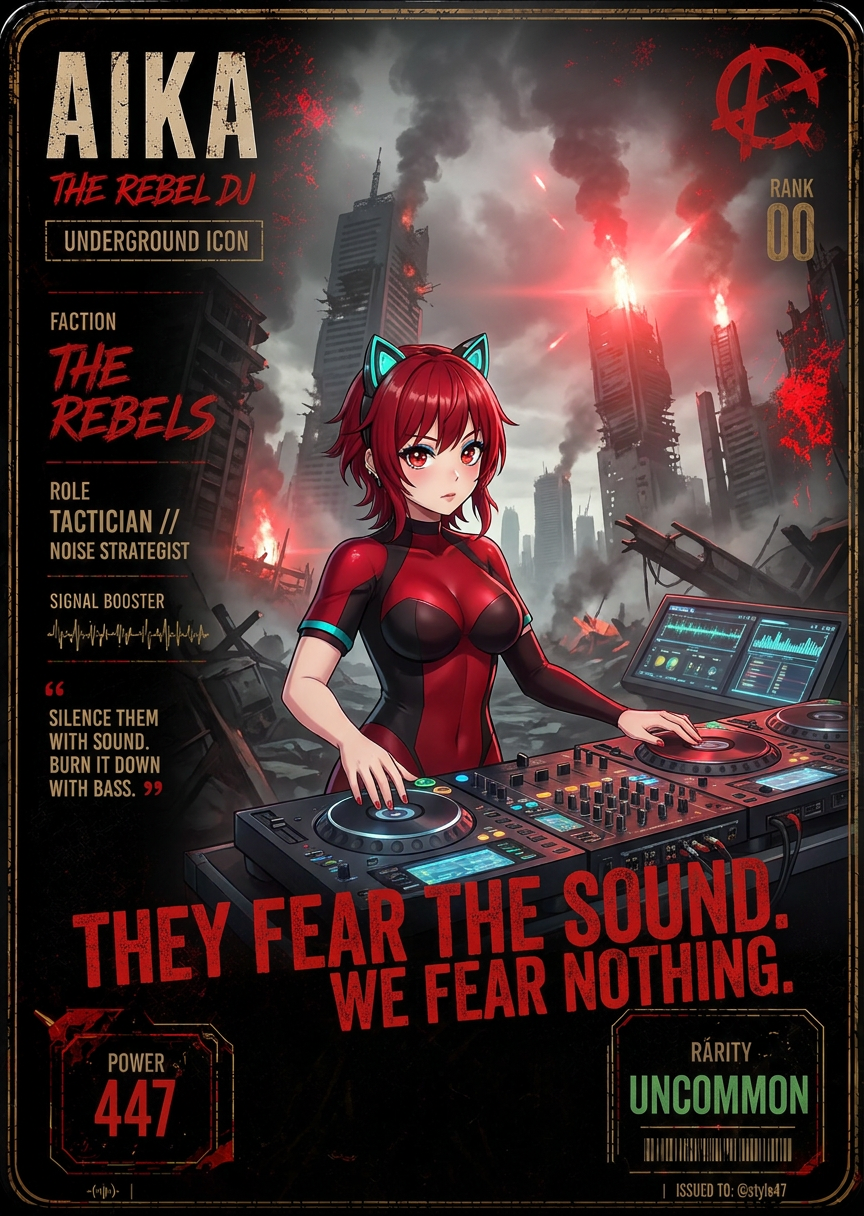 AIKA
THE REBEL DJ
UNDERGROUND ICON
RANK
00
FACTION
THE
REBELS
ROLE
TACTICIAN //
NOISE STRATEGIST
SIGNAL BOOSTER
“
SILENCE THEM
WITH SOUND.
BURN IT DOWN
WITH BASS. ”
THEY FEAR THE SOUND.
WE FEAR NOTHING.
POWER
447
RÁRITY
UNCOMMON
| ISSUED TO: ©style47